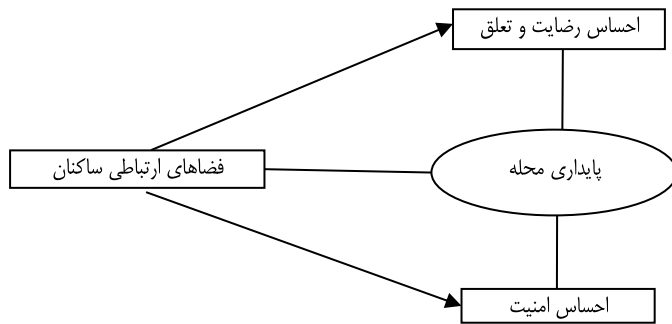 احساس رضایت و تعلق
فضاهای ارتباطی ساکنان
پایداری محله
احساس امنیت